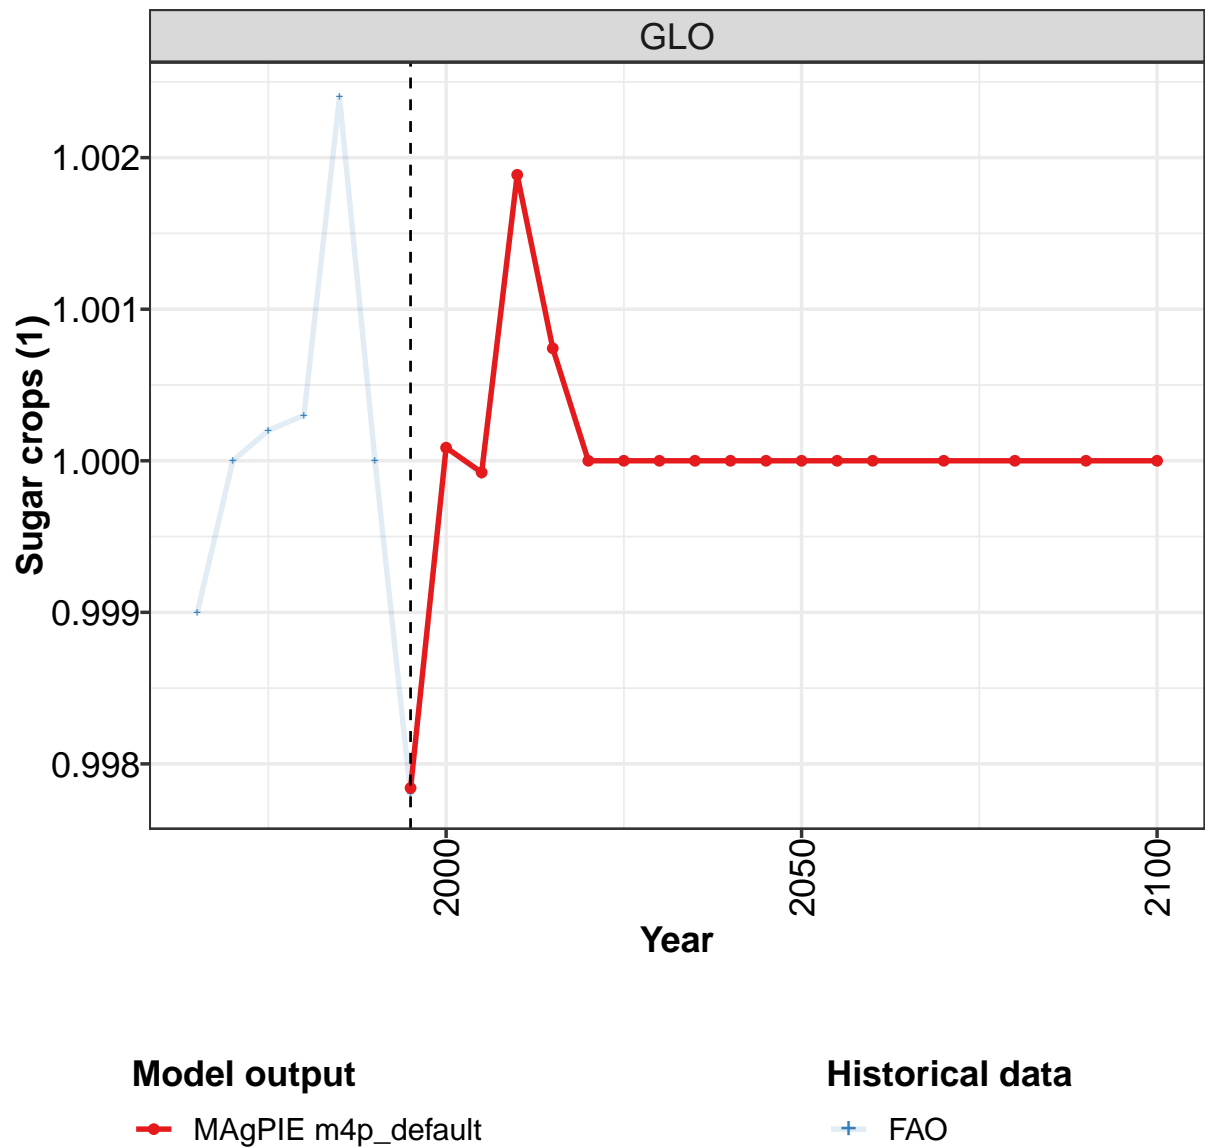 GLO
Sugar crops (1)
1.002
1.001
1.000
0.999
0.998
2000
2050
2100
Year
Model output
MAgPIE m4p_default
Historical data
FAO